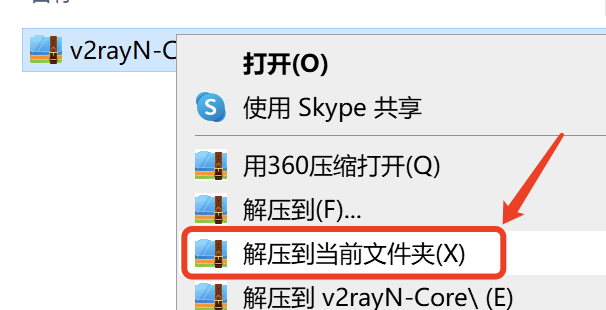 v2rayN-C
打开(O)
使用 Skype 共享
用360压缩打开(Q)
解压到(F)...
解压到当前文件夹(X)
解压到 v2rayN-Core\ (E)